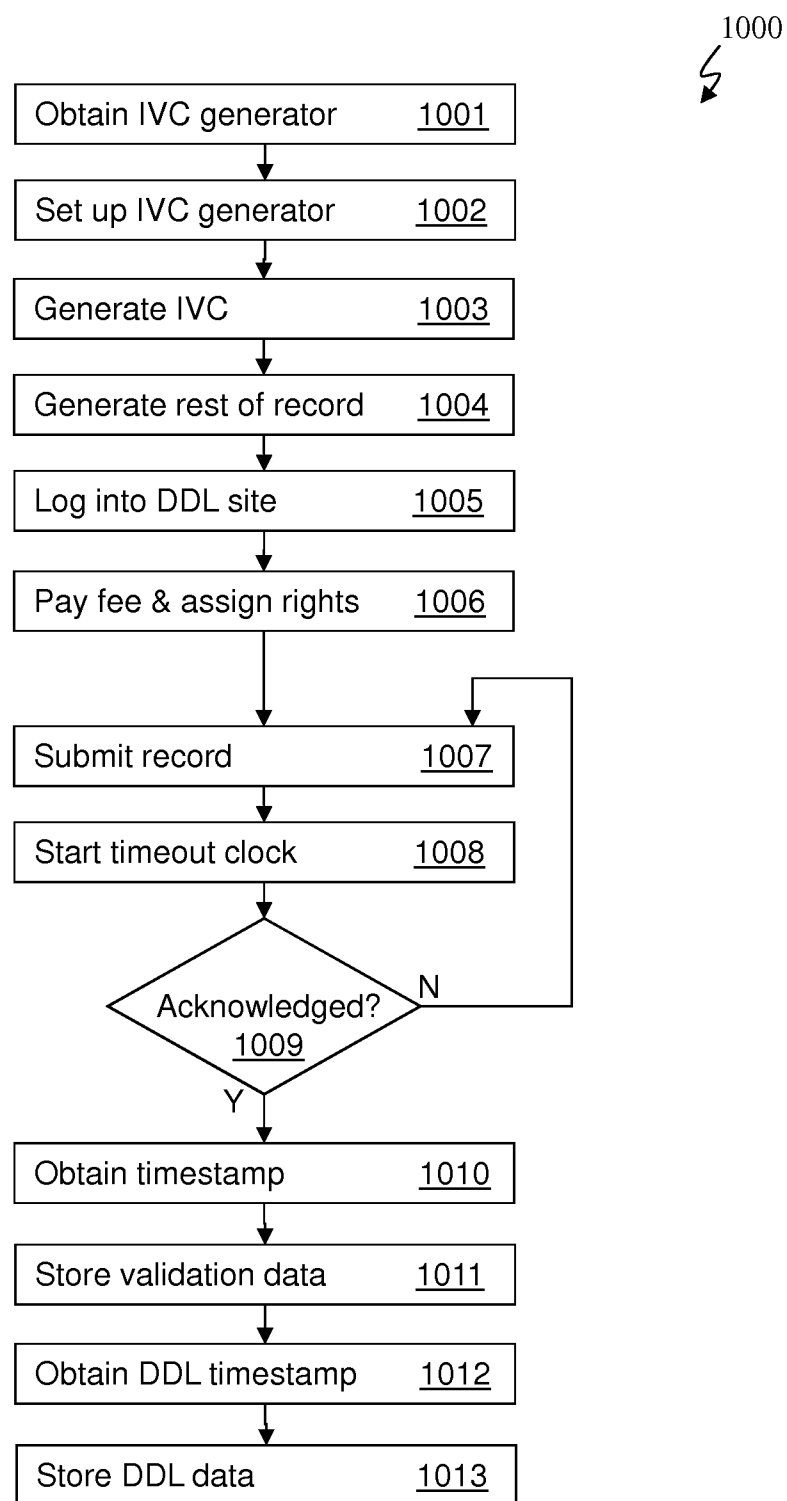 1000
Obtain IVC generator 1001
Set up IVC generator 1002
Generate IVC 1003
Generate rest of record 1004
Log into DDL site 1005
Pay fee & assign rights 1006
Submit record 1007
Start timeout clock 1008
Acknowledged? N
1009
Y
Obtain timestamp 1010
Store validation data 1011
Obtain DDL timestamp 1012
Store DDL data 1013